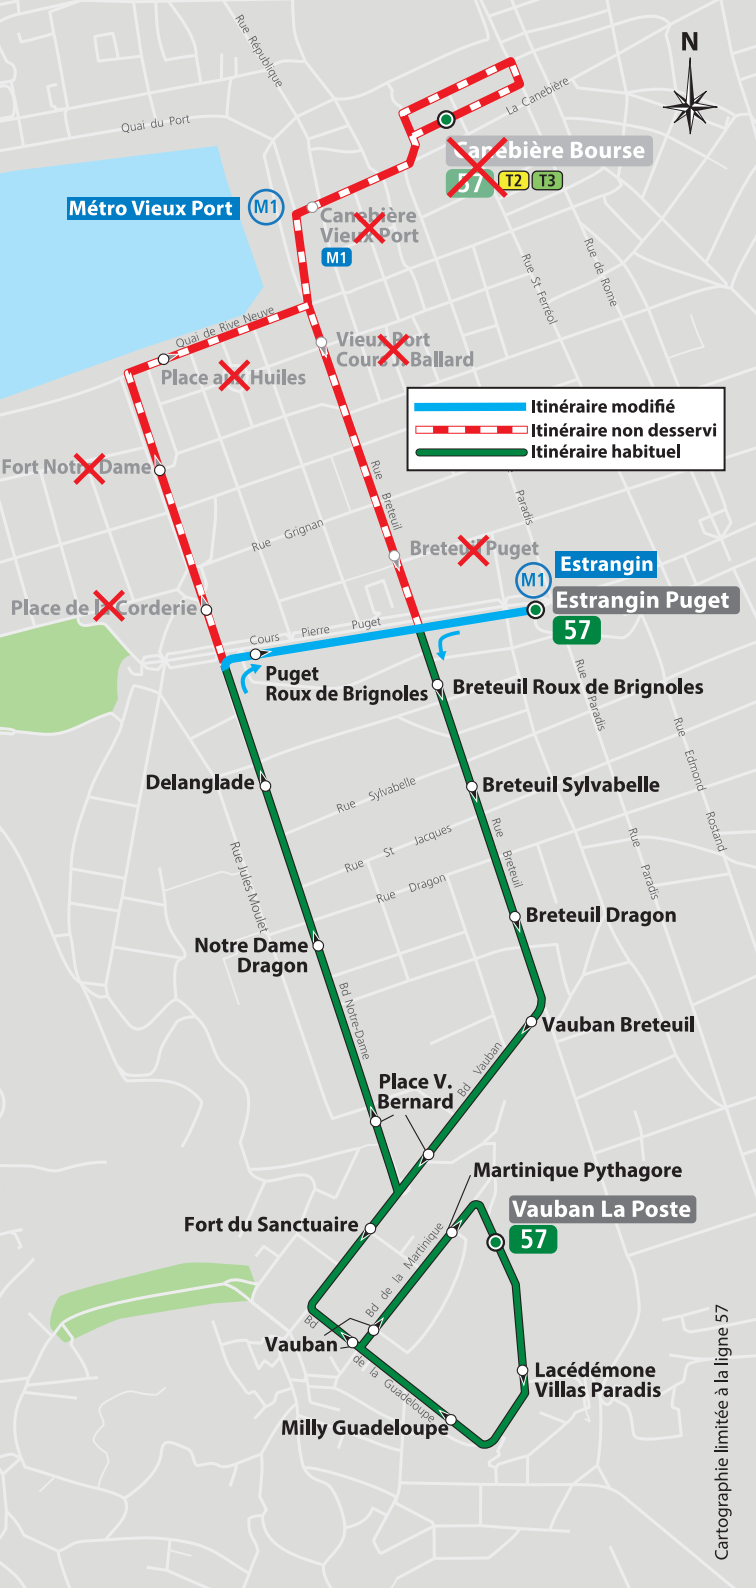 N
Rue République
Quai du Port
La Canebière
Canebière Bourse
57 T2 T3
Métro Vieux Port M1
Canebière
Vieux Port
M1
Rue de Rome
Rue St Ferréol
Quai de Rive Neuve
Vieux Port
Cours J. Ballard
Place aux Huiles
Itinéraire modifié
Itinéraire non desservi
Itinéraire habituel
Fort Notre Dame
Rue Breteuil
Paradis
Rue Grignan
Breteuil Puget
M1 Estrangin
Estrangin Puget
57
Place de la Corderie
Cours Pierre Puget
Puget
Roux de Brignoles
Breteuil Roux de Brignoles
Rue Paradis
Rue Edmond Rostand
Delanglade
Rue Sylvabelle
Breteuil Sylvabelle
Rue St Jacques
Rue Breteuil
Rue Paradis
Rue Jules Moulet
Rue Dragon
Breteuil Dragon
Notre Dame
Dragon
Bd Notre-Dame
Vauban Breteuil
Bd Vauban
Place V.
Bernard
Martinique Pythagore
Vauban La Poste
57
Fort du Sanctuaire
Bd de la Martinique
Vauban
Bd de la Guadeloupe
Lacédémone
Villas Paradis
Milly Guadeloupe
Cartographie limitée à la ligne 57